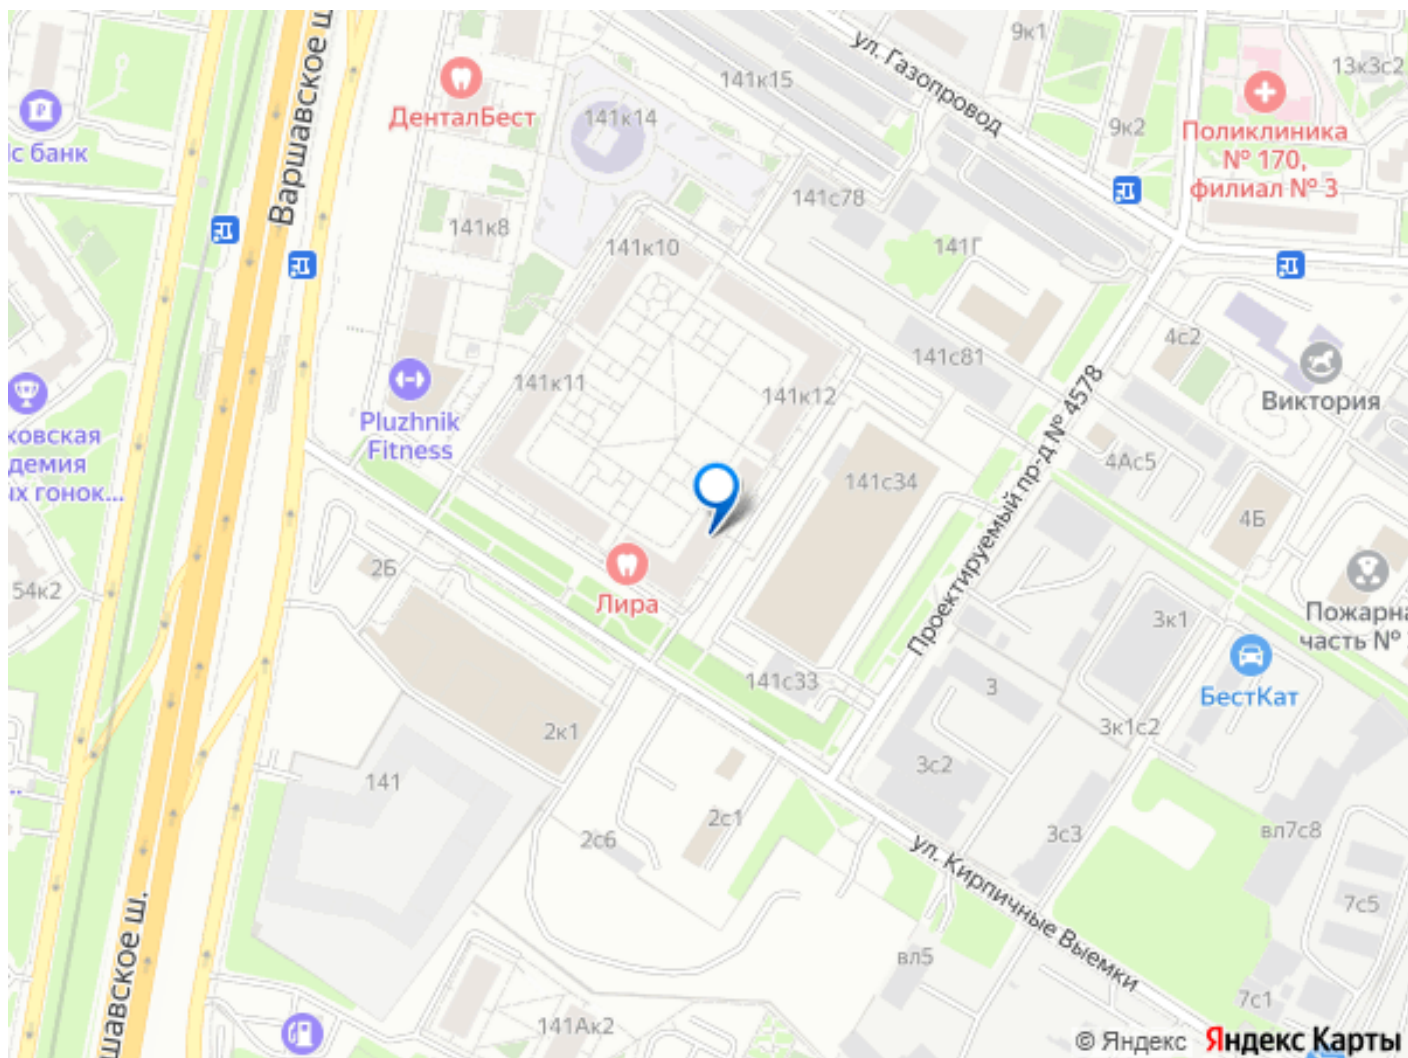 Варшавское ш.
ул. Газопровод
9к1
13к3с2
141к15
ДенталБест
141к14
9к2
Поликлиника
№ 170,
филиал № 3
с банк
141с78
141к8
141к10
141Г
4с2
141с81
141к11
141к12
Виктория
Pluzhnik
Fitness
Проектируемый пр-д № 4578
ховская
демия
ых гонок...
4Ас5
141с34
4Б
2Б
54к2
Лира
Пожарна
часть №
3к1
БестКат
141с33
3
2к1
3к1с2
3с2
141
2с1
2с6
3с3
вл7с8
ул. Кирпичные Выемки
7с5
шавское ш.
вл5
7с1
141Ак2
© Яндекс Яндекс Карты